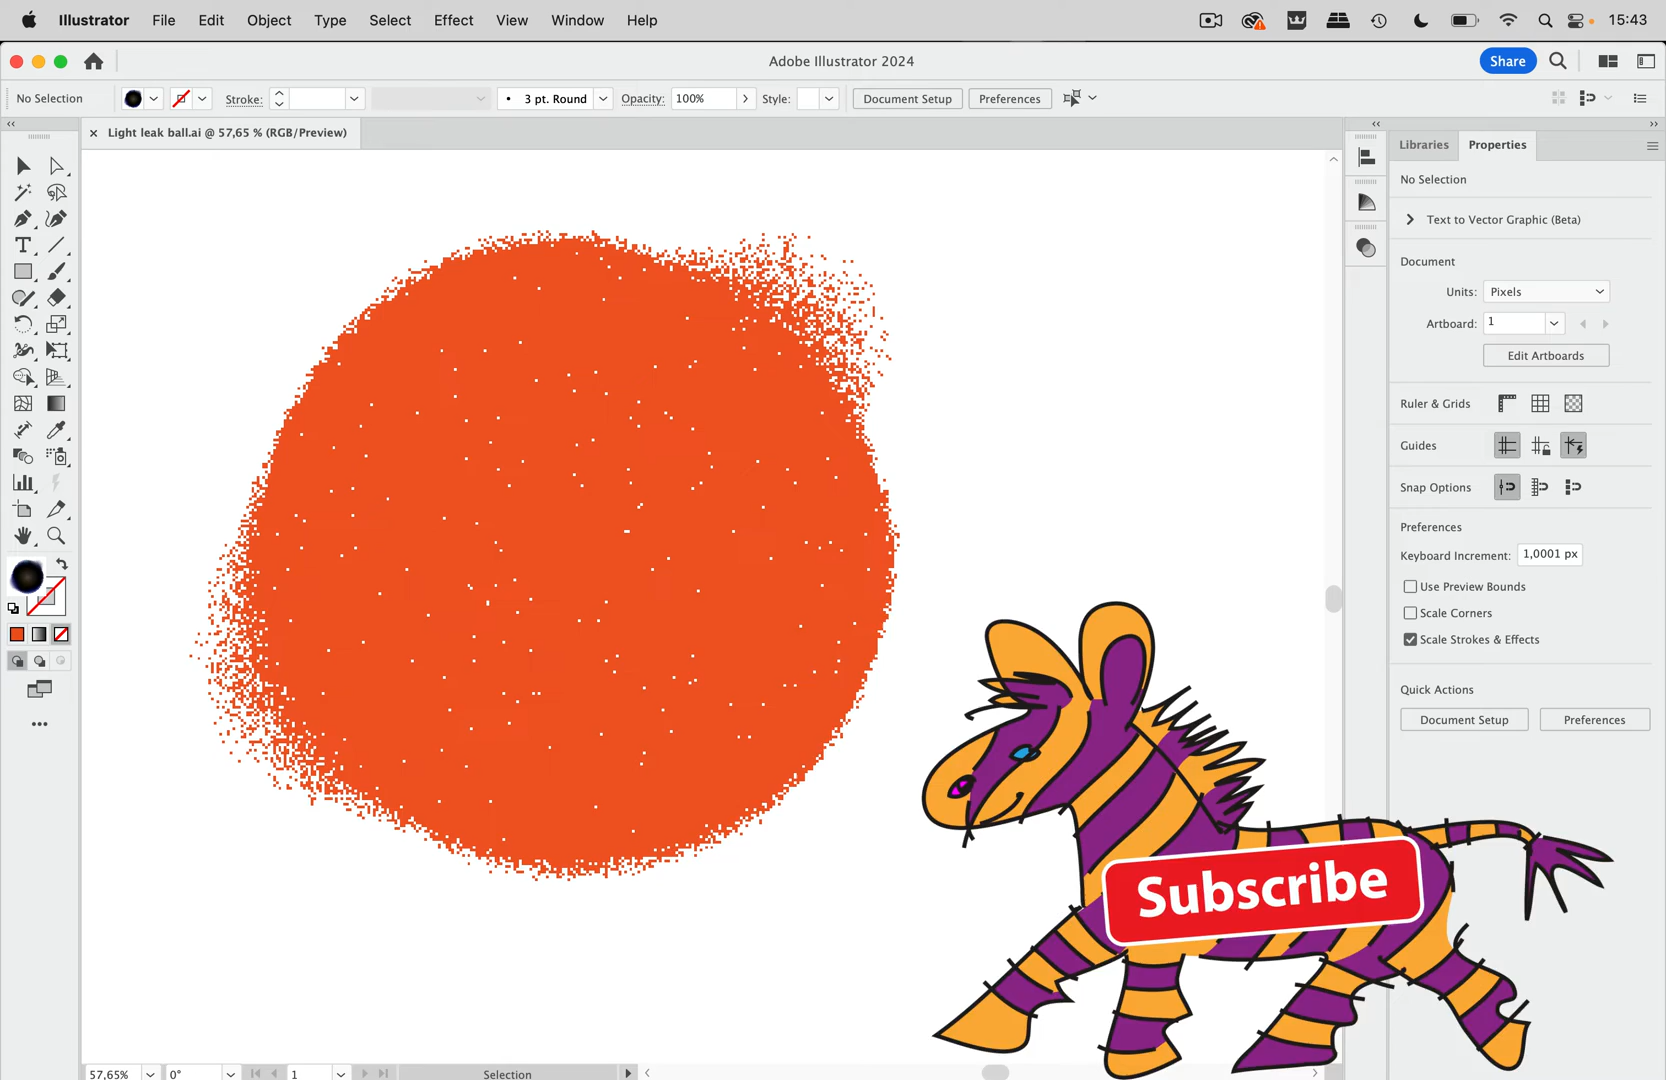 Illustrator File Edit Object Type Select Effect View Window Help 15:43
Adobe Illustrator 2024
Share
No Selection Stroke: 3 pt. Round Opacity: 100% Style: Document Setup Preferences
Light leak ball.ai @ 57,65 % (RGB/Preview)
Libraries Properties
No Selection
Text to Vector Graphic (Beta)
Document
Units: Pixels
Artboard: 1
Edit Artboards
Ruler & Grids
Guides
Snap Options
Preferences
Keyboard Increment: 1,0001 px
Use Preview Bounds
Scale Corners
Scale Strokes & Effects
Quick Actions
Document Setup Preferences
Subscribe
57,65% 0° 1 Selection